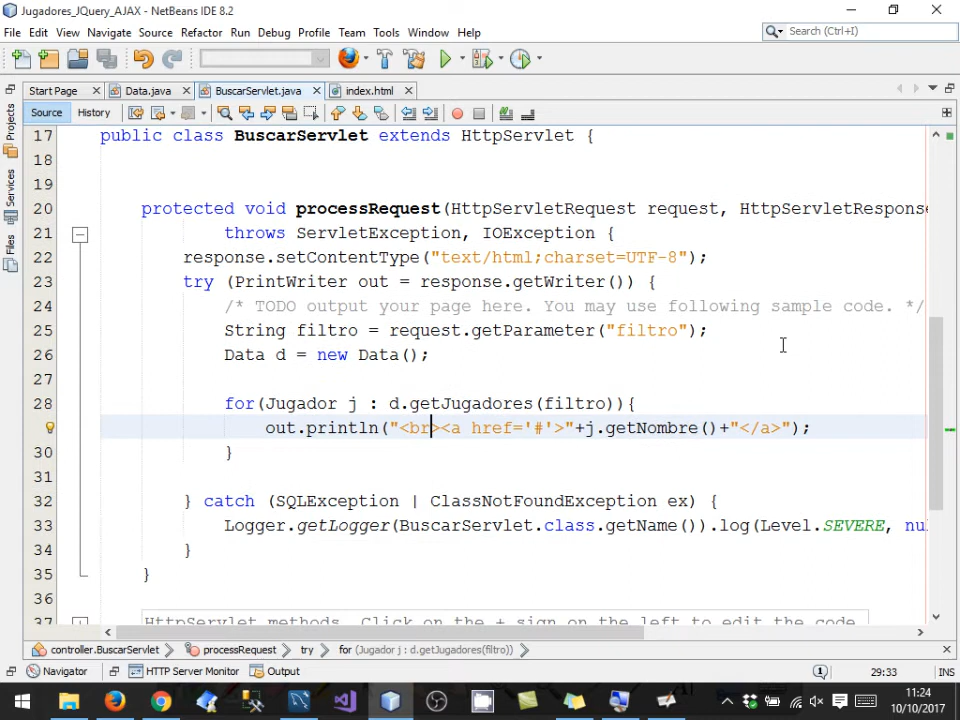 Jugadores_JQuery_AJAX - NetBeans IDE 8.2
File Edit View Navigate Source Refactor Run Debug Profile Team Tools Window Help
Search (Ctrl+I)
Start Page Data.java BuscarServlet.java index.html
Source History
Projects
Services
Files
17 public class BuscarServlet extends HttpServlet {
18
19
20 protected void processRequest(HttpServletRequest request, HttpServletResponse
21 throws ServletException, IOException {
22 response.setContentType("text/html;charset=UTF-8");
23 try (PrintWriter out = response.getWriter()) {
24 /* TODO output your page here. You may use following sample code. */
25 String filtro = request.getParameter("filtro");
26 Data d = new Data();
27
28 for(Jugador j : d.getJugadores(filtro)){
out.println("<br><a href='#'>"+j.getNombre()+"</a>");
30 }
31
32 } catch (SQLException | ClassNotFoundException ex) {
33 Logger.getLogger(BuscarServlet.class.getName()).log(Level.SEVERE, nu
34 }
35 }
36
37 HttpServlet methods. Click on the + sign on the left to edit the code
controller.BuscarServlet processRequest try for (Jugador j : d.getJugadores(filtro))
Navigator HTTP Server Monitor Output 29:33 INS
11:24
10/10/2017